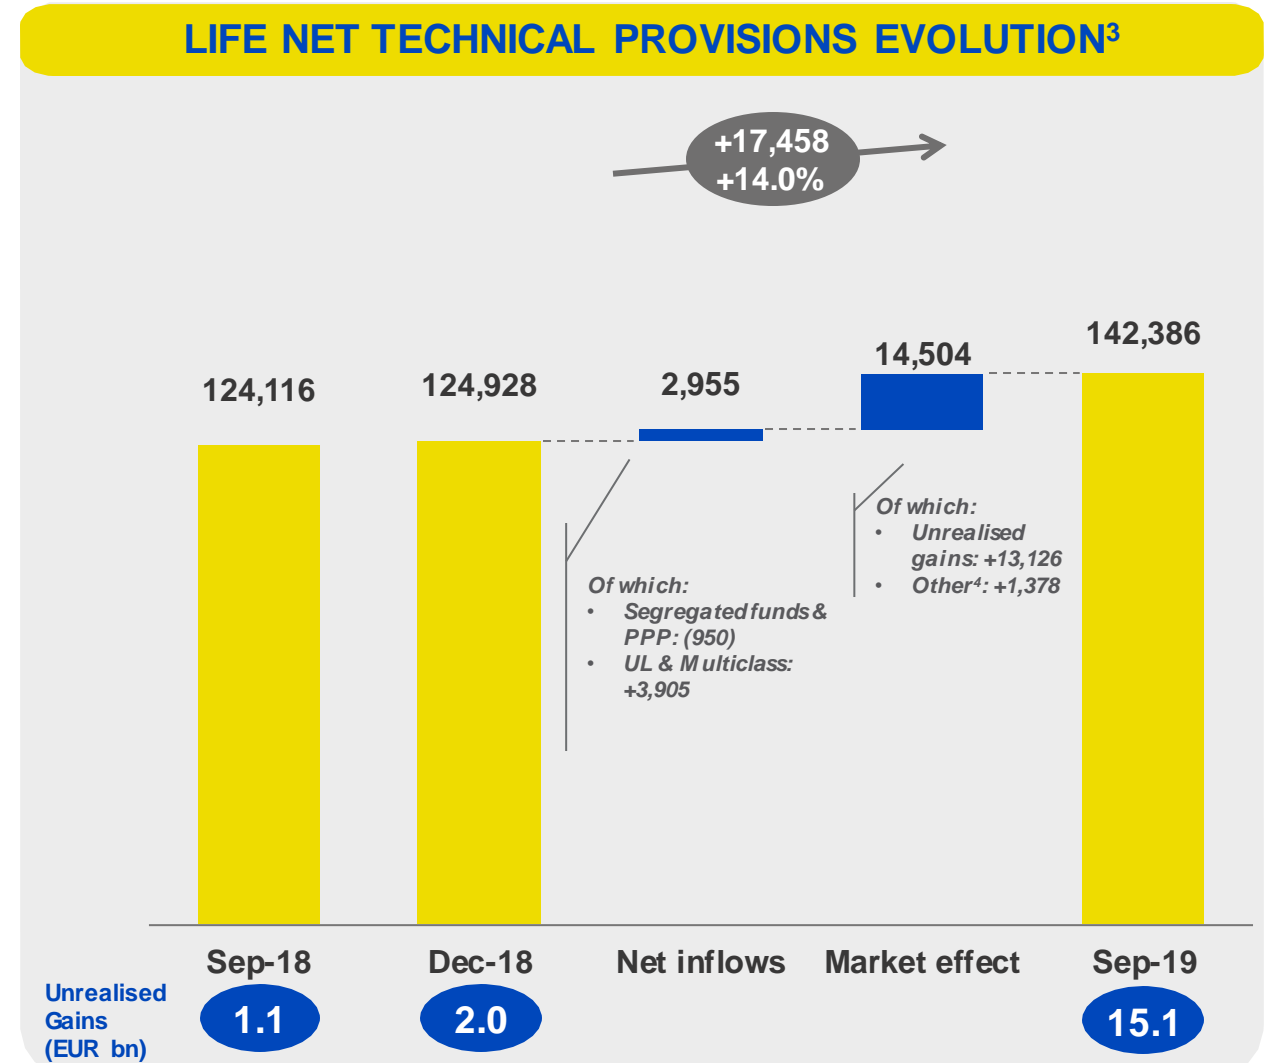 LIFE NET TECHNICAL PROVISIONS EVOLUTION³
+17,458
+14.0%
124,116
124,928
2,955
14,504
142,386
Of which:
• Segregated funds &
PPP: (950)
• UL & Multiclass:
+3,905
Of which:
• Unrealised
gains: +13,126
• Other⁴: +1,378
Sep-18
Dec-18
Net inflows
Market effect
Sep-19
Unrealised
Gains
(EUR bn)
1.1
2.0
15.1